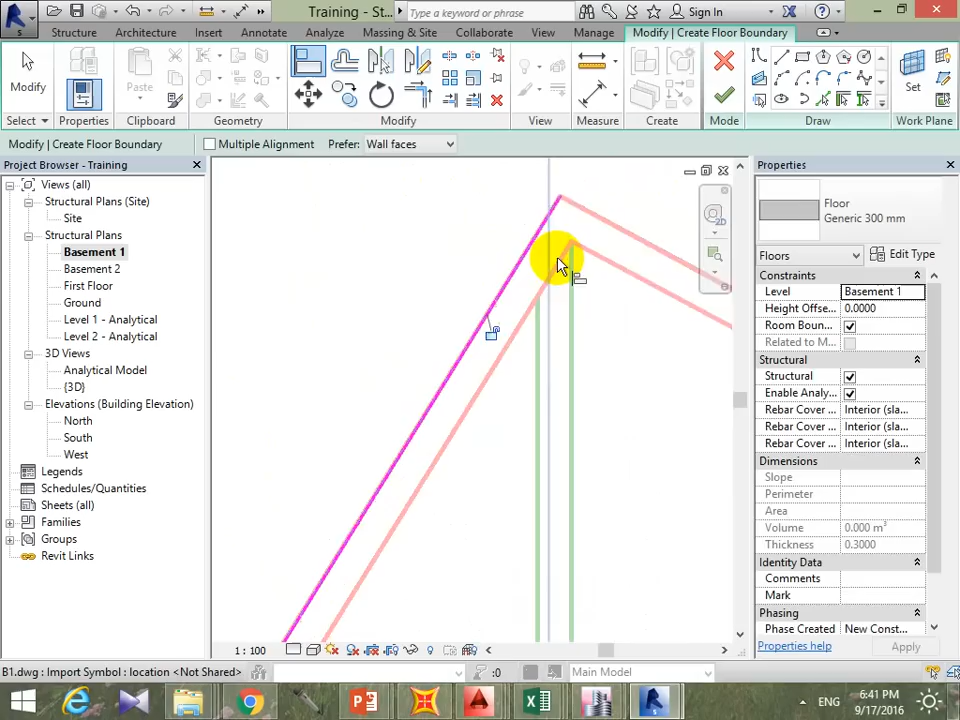 Training - St...
Type a keyword or phrase
Sign In
Structure
Architecture
Insert
Annotate
Analyze
Massing & Site
Collaborate
View
Manage
Modify | Create Floor Boundary
Modify
Paste
Set
Select
Properties
Clipboard
Geometry
Modify
View
Measure
Create
Mode
Draw
Work Plane
Modify | Create Floor Boundary
Multiple Alignment
Prefer:
Wall faces
Project Browser - Training
Views (all)
Structural Plans (Site)
Site
Structural Plans
Basement 1
Basement 2
First Floor
Ground
Level 1 - Analytical
Level 2 - Analytical
3D Views
Analytical Model
{3D}
Elevations (Building Elevation)
North
South
West
Legends
Schedules/Quantities
Sheets (all)
Families
Groups
Revit Links
2D
Properties
Floor
Generic 300 mm
Floors
Edit Type
Constraints
Level Basement 1
Height Offse... 0.0000
Room Boun...
Related to M...
Structural
Structural
Enable Analy...
Rebar Cover ... Interior (sla...
Rebar Cover ... Interior (sla...
Rebar Cover ... Interior (sla...
Dimensions
Slope
Perimeter
Area
Volume 0.000 m³
Thickness 0.3000
Identity Data
Comments
Mark
Phasing
Phase Created New Const...
Properties help
Apply
1 : 100
B1.dwg : Import Symbol : location <Not Shared>
:0
Main Model
ENG
6:41 PM
9/17/2016